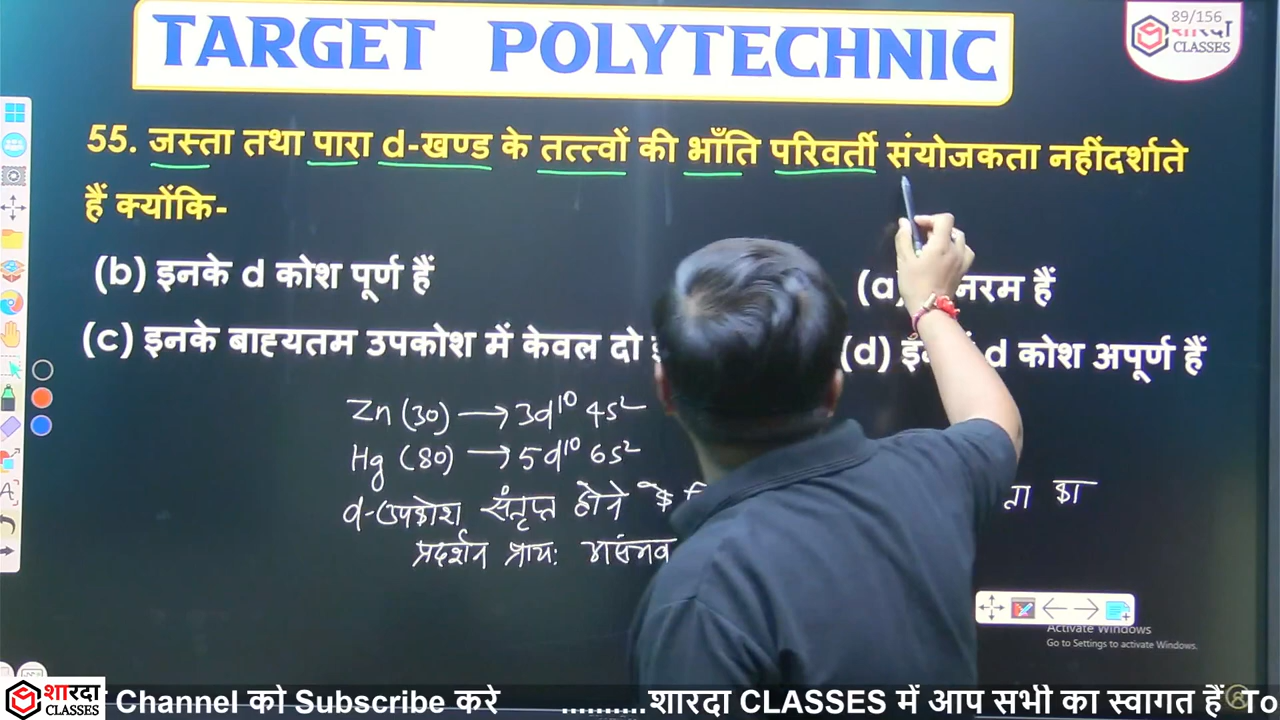 TARGET POLYTECHNIC
89/156
शारदा
CLASSES
55. जस्ता तथा पारा d-खण्ड के तत्त्वों की भाँति परिवर्ती संयोजकता नहींदर्शाते
हैं क्योंकि-
(b) इनके d कोश पूर्ण हैं
(a) नरम हैं
(c) इनके बाह्यतम उपकोश में केवल दो
(d) d कोश अपूर्ण हैं
Zn (30) → 3d¹⁰ 4s²
Hg (80) → 5d¹⁰ 6s²
d-उपकोश संतृप्त होने के का
प्रदर्शन प्रायः असंभव
Activate Windows
Go to Settings to activate Windows.
शारदा
CLASSES
Channel को Subscribe करे ..........शारदा CLASSES में आप सभी का स्वागत हैं To